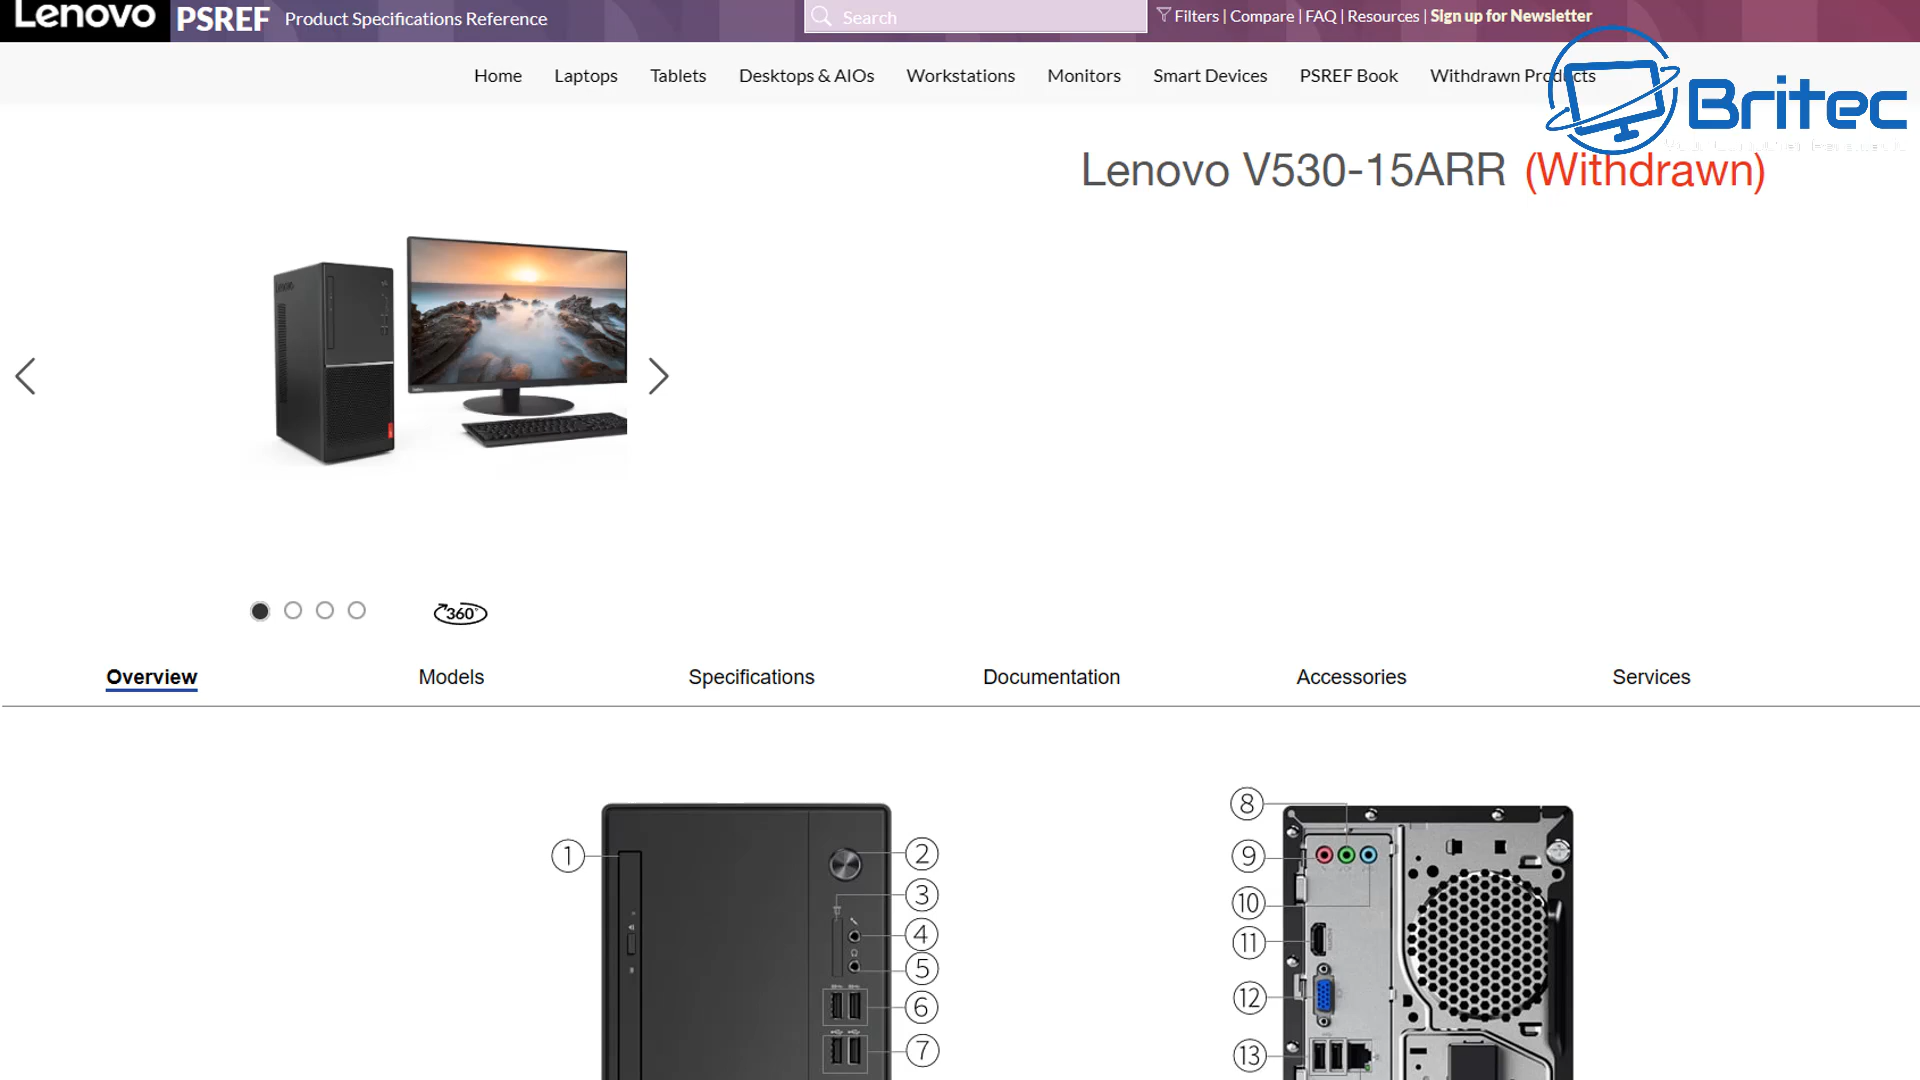 Lenovo
PSREF Product Specifications Reference
Search
Filters | Compare | FAQ | Resources | Sign up for Newsletter
Home Laptops Tablets Desktops & AIOs Workstations Monitors Smart Devices PSREF Book Withdrawn Products
Britec
Lenovo V530-15ARR (Withdrawn)
360°
Overview Models Specifications Documentation Accessories Services
1
2
3
4
5
6
7
8
9
10
11
12
13